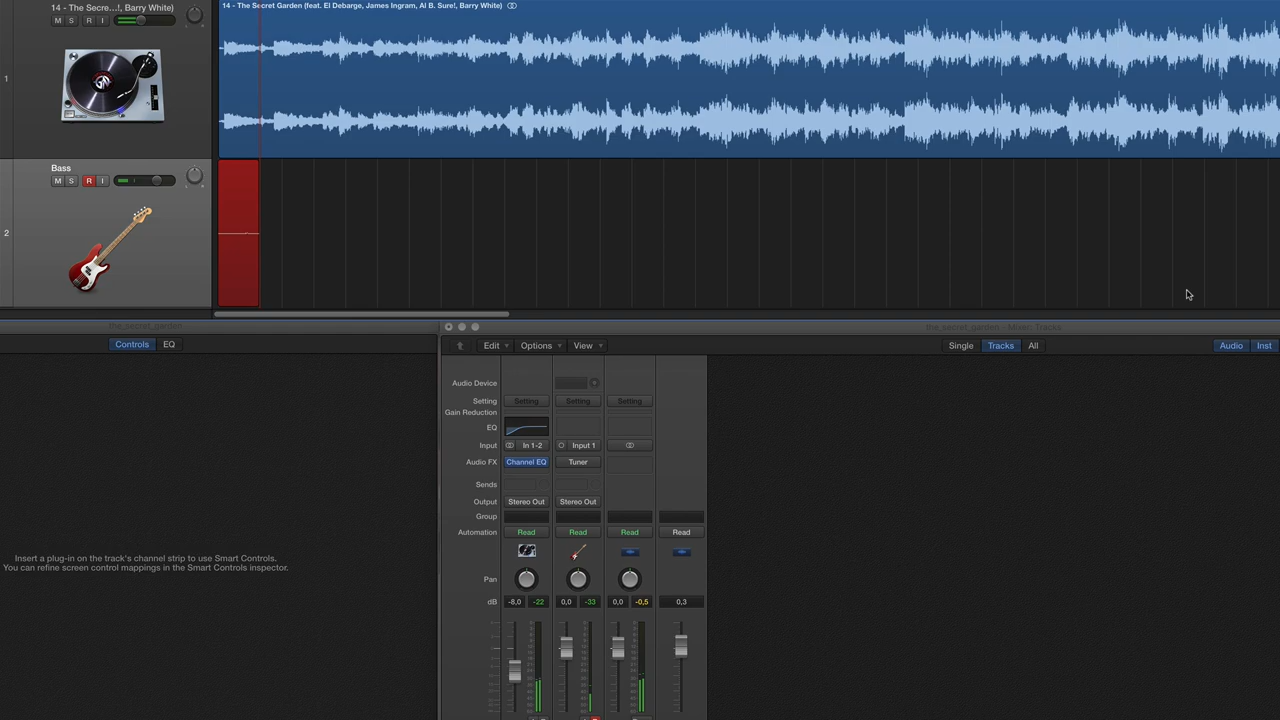 14 - The Secre...!, Barry White)
M S R I
14 - The Secret Garden (feat. El Debarge, James Ingram, Al B. Sure!, Barry White)
1
Bass
M S R I
2
the_secret_garden
Controls EQ
Insert a plug-in on the track's channel strip to use Smart Controls.
You can refine screen control mappings in the Smart Controls inspector.
the_secret_garden - Mixer: Tracks
Edit Options View Single Tracks All Audio Inst
Audio Device
Setting Setting Setting Setting
Gain Reduction
EQ
Input In 1-2 Input 1
Audio FX Channel EQ Tuner
Sends
Output Stereo Out Stereo Out
Group
Automation Read Read Read Read
Pan
dB -8,0 -22 0,0 -33 0,0 -0,5 0,3